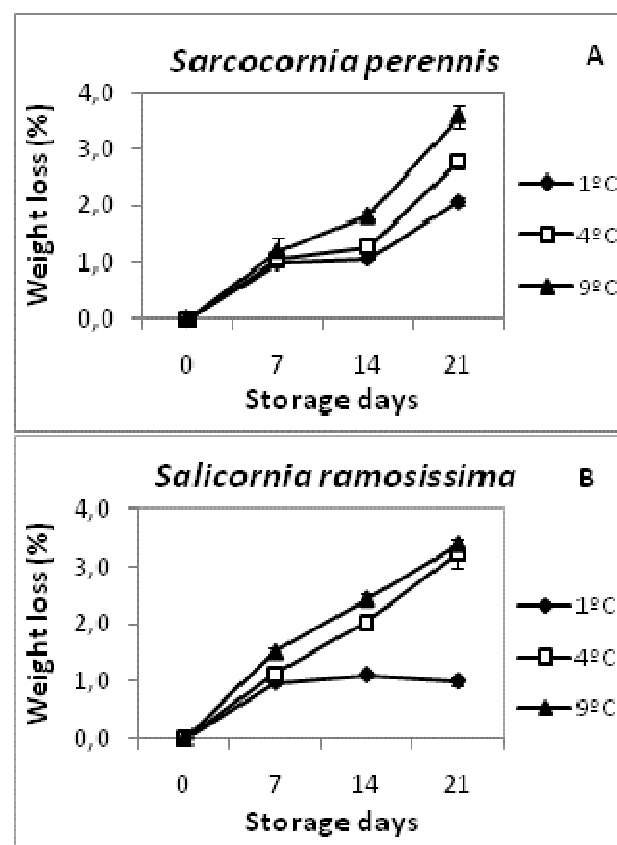 Sarcocornia perennis
A
Weight loss (%)
4,0
3,0
2,0
1,0
0,0
0 7 14 21
Storage days
1ºC
4ºC
9ºC
Salicornia ramosissima
B
Weight loss (%)
4,0
3,0
2,0
1,0
0,0
0 7 14 21
Storage days
1ºC
4ºC
9ºC